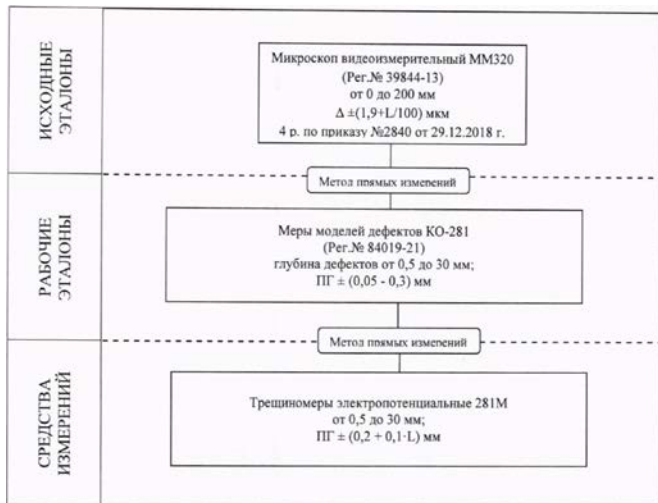 ИСХОДНЫЕ
ЭТАЛОНЫ
Микроскоп видеоизмерительный ММ320
(Рег.№ 39844-13)
от 0 до 200 мм
Δ ±(1,9+L/100) мкм
4 р. по приказу №2840 от 29.12.2018 г.
Метод прямых измерений
РАБОЧИЕ
ЭТАЛОНЫ
Меры моделей дефектов КО-281
(Рег.№ 84019-21)
глубина дефектов от 0,5 до 30 мм;
ПГ ± (0,05 - 0,3) мм
Метод прямых измерений
СРЕДСТВА
ИЗМЕРЕНИЙ
Трещиномеры электропотенциальные 281М
от 0,5 до 30 мм;
ПГ ± (0,2 + 0,1·L) мм